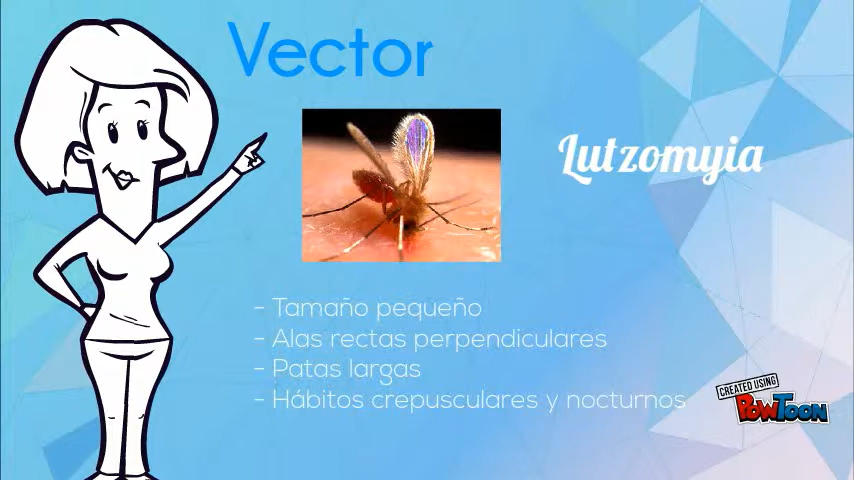 Vector
Lutzomyia
- Tamaño pequeño
- Alas rectas perpendiculares
- Patas largas
- Hábitos crepusculares y nocturnos
CREATED USING
POWTOON